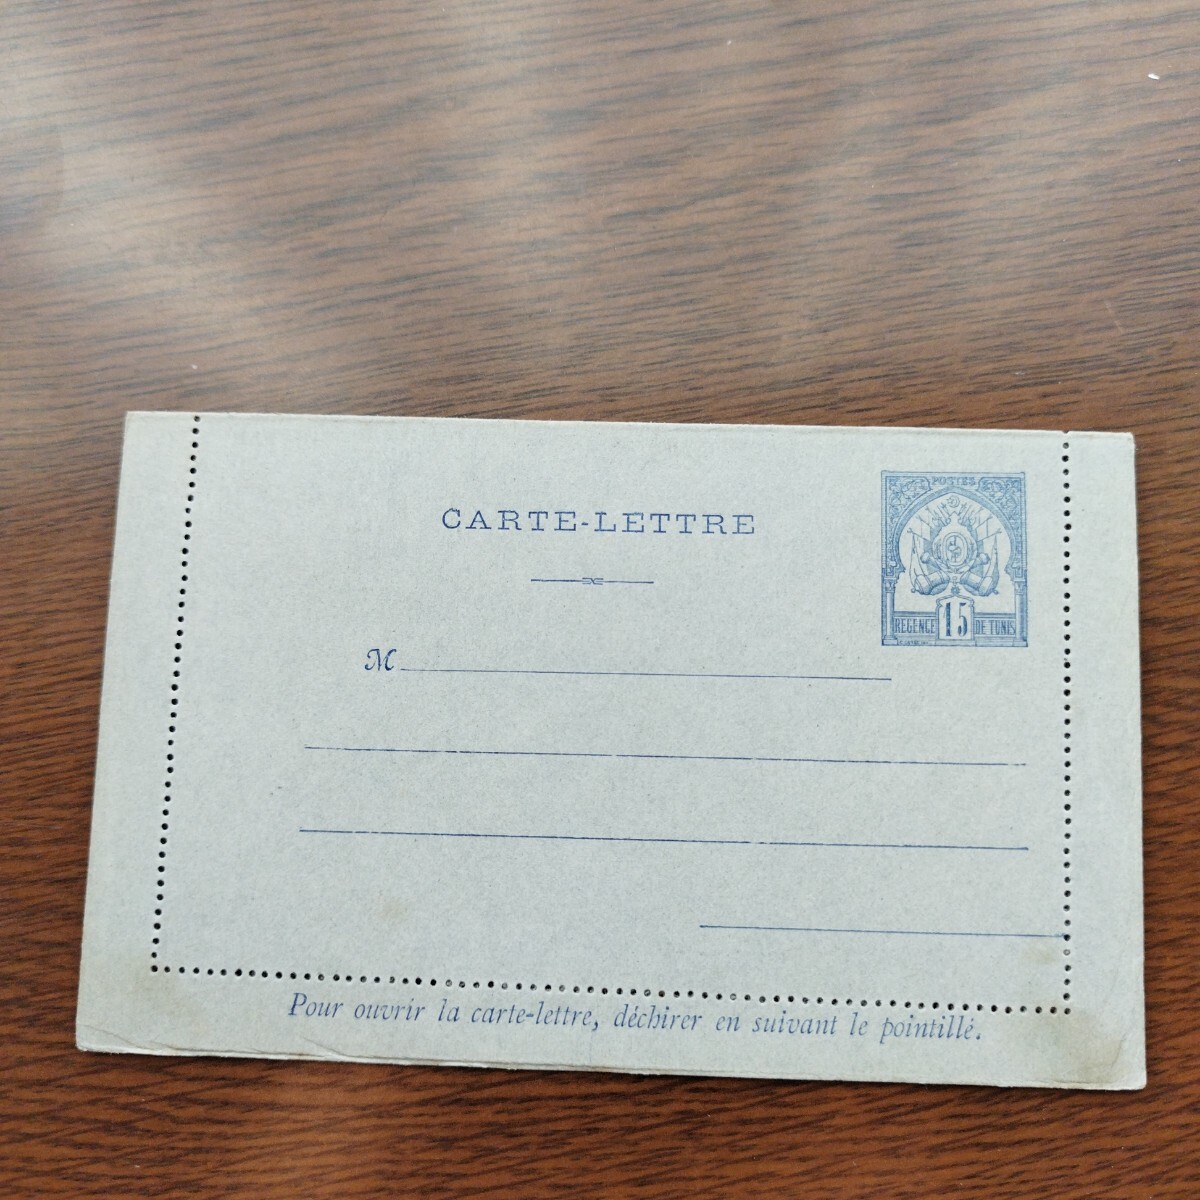 POSTES
CARTE-LETTRE
REGENCE 15 DE TUNIS
M
Pour ouvrir la carte-lettre, déchirer en suivant le pointillé.